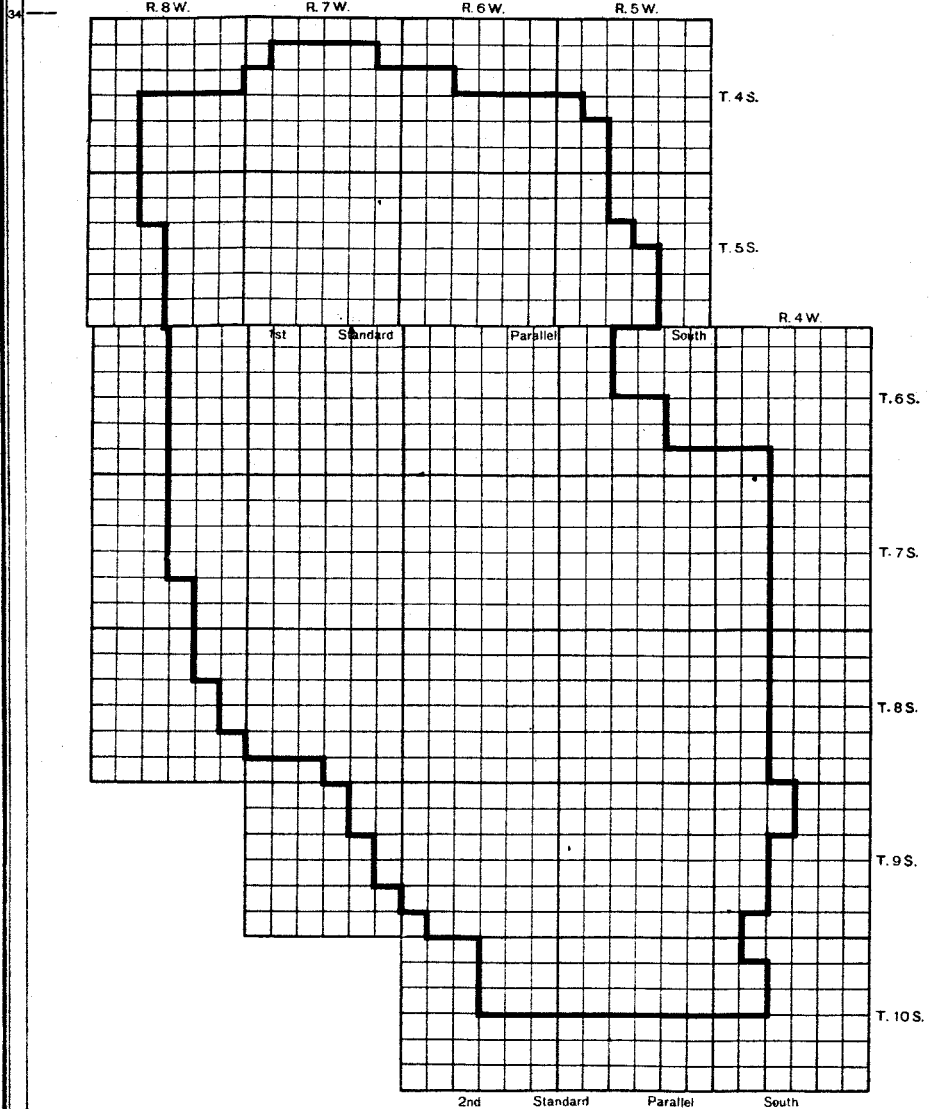 34
R. 8 W. R. 7 W. R. 6 W. R. 5 W.
T. 4 S.
T. 5 S.
R. 4 W.
1st Standard Parallel South
T. 6 S.
T. 7 S.
T. 8 S.
T. 9 S.
T. 10 S.
2nd Standard Parallel South